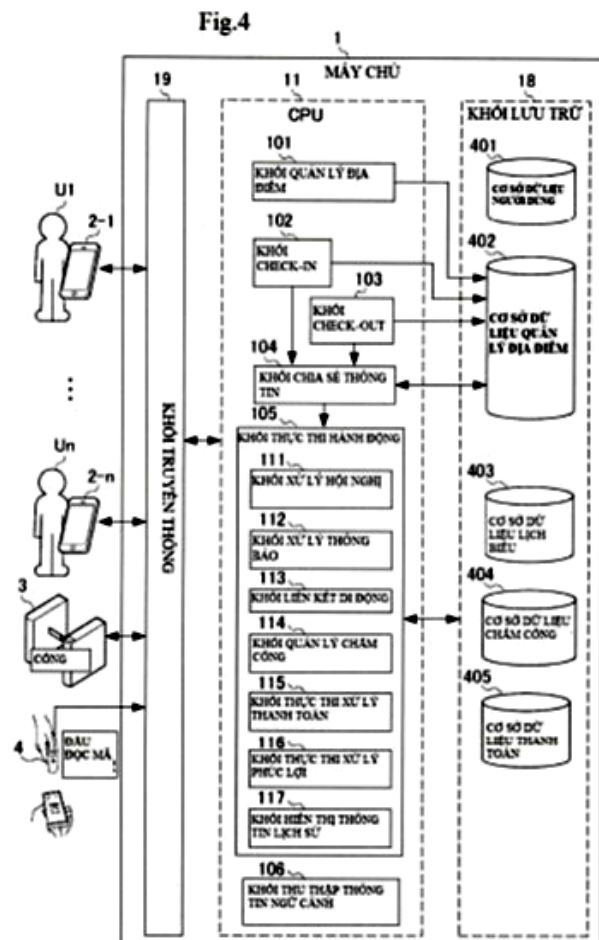 Fig.4
1
MÁY CHỦ
19
11
18
CPU
KHỐI LƯU TRỮ
101
KHỐI QUẢN LÝ ĐỊA
ĐIỂM
401
CƠ SỞ DỮ LIỆU
NGƯỜI DÙNG
U1
2-1
102
KHỐI
CHECK-IN
402
CƠ SỞ DỮ
LIỆU QUẢN
LÝ ĐỊA ĐIỂM
103
KHỐI
CHECK-OUT
104
KHỐI CHIA SẺ THÔNG
TIN
105
KHỐI THỰC THI HÀNH ĐỘNG
KHỐI TRUYỀN THÔNG
Un
2-n
111
KHỐI XỬ LÝ HỘI NGHỊ
112
KHỐI XỬ LÝ THÔNG
BÁO
403
CƠ SỞ DỮ
LIỆU LỊCH
BIỂU
113
KHỐI LIÊN KẾT DI ĐỘNG
3
CỔNG
114
KHỐI QUẢN LÝ CHẤM
CÔNG
404
CƠ SỞ DỮ LIỆU
CHẤM CÔNG
115
KHỐI THỰC THI XỬ LÝ
THANH TOÁN
405
CƠ SỞ DỮ
LIỆU THANH
TOÁN
4
ĐẦU
ĐỌC MÃ
116
KHỐI THỰC THI XỬ LÝ
PHÚC LỢI
117
KHỐI HIỂN THỊ THÔNG
TIN LỊCH SỬ
106
KHỐI THU THẬP THÔNG
TIN NGỮ CẢNH